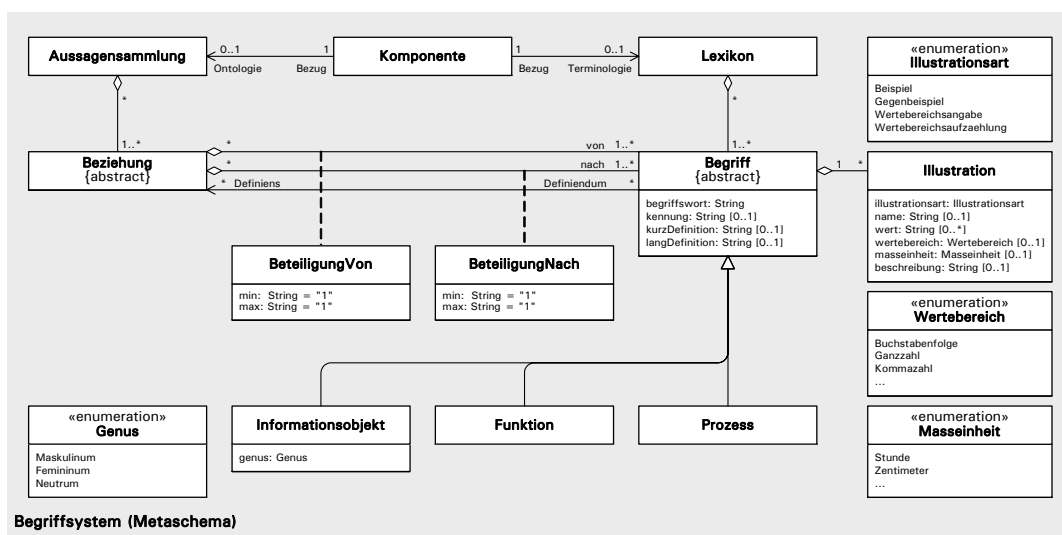 Aussagensammlung
0..1
1
Ontologie
Bezug
Komponente
1
0..1
Bezug
Terminologie
Lexikon
«enumeration»
Illustrationsart
Beispiel
Gegenbeispiel
Wertebereichsangabe
Wertebereichsaufzaehlung
*
1..*
*
1..*
Beziehung
{abstract}
*
von 1..*
*
nach 1..*
* Definiens
Definiendum *
Begriff
{abstract}
begriffswort: String
kennung: String [0..1]
kurzDefinition: String [0..1]
langDefinition: String [0..1]
1
*
Illustration
illustrationsart: Illustrationsart
name: String [0..1]
wert: String [0..*]
wertebereich: Wertebereich [0..1]
masseinheit: Masseinheit [0..1]
beschreibung: String [0..1]
BeteiligungVon
min: String = "1"
max: String = "1"
BeteiligungNach
min: String = "1"
max: String = "1"
«enumeration»
Wertebereich
Buchstabenfolge
Ganzzahl
Kommazahl
...
«enumeration»
Genus
Maskulinum
Femininum
Neutrum
Informationsobjekt
genus: Genus
Funktion
Prozess
«enumeration»
Masseinheit
Stunde
Zentimeter
...
Begriffsystem (Metaschema)